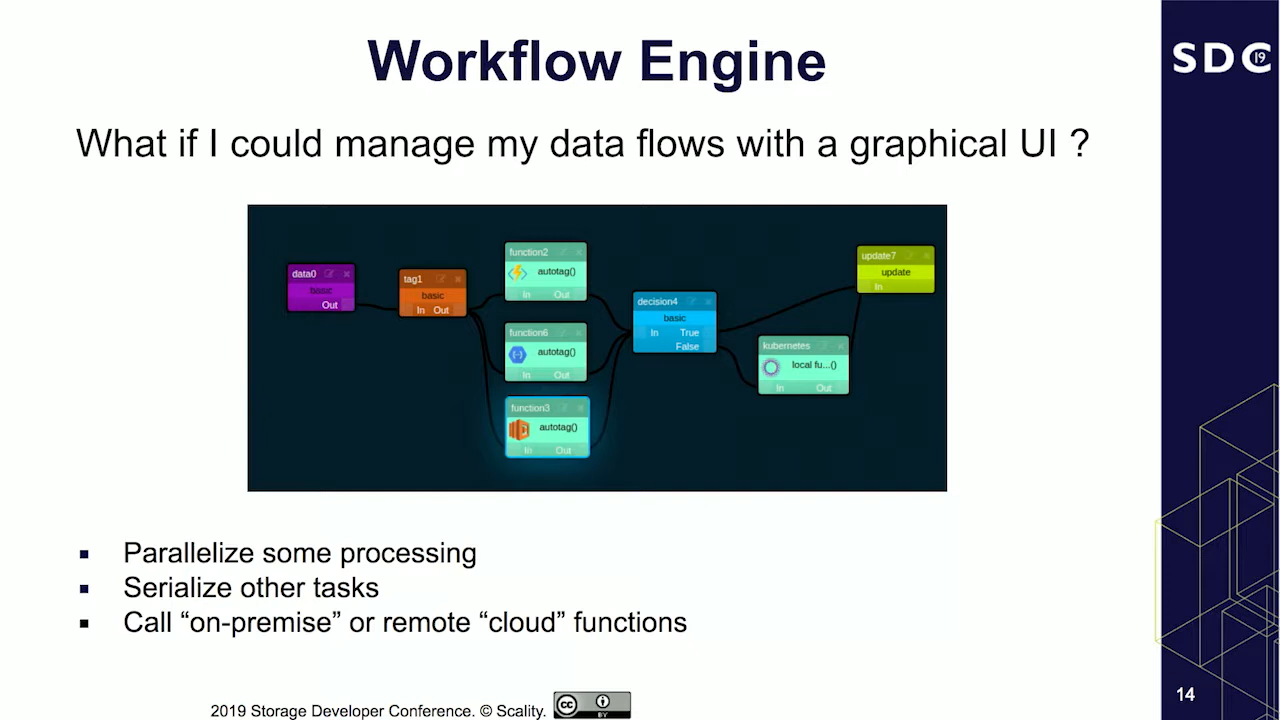 Workflow Engine
SDC 19
What if I could manage my data flows with a graphical UI ?
data0
basic
Out
tag1
basic
In Out
function2
autotag()
In Out
function6
autotag()
In Out
function3
autotag()
In Out
decision4
basic
In True
False
kubernetes
local fu...()
In Out
update7
update
In
▪ Parallelize some processing
▪ Serialize other tasks
▪ Call “on-premise” or remote “cloud” functions
2019 Storage Developer Conference. © Scality.
cc BY
14